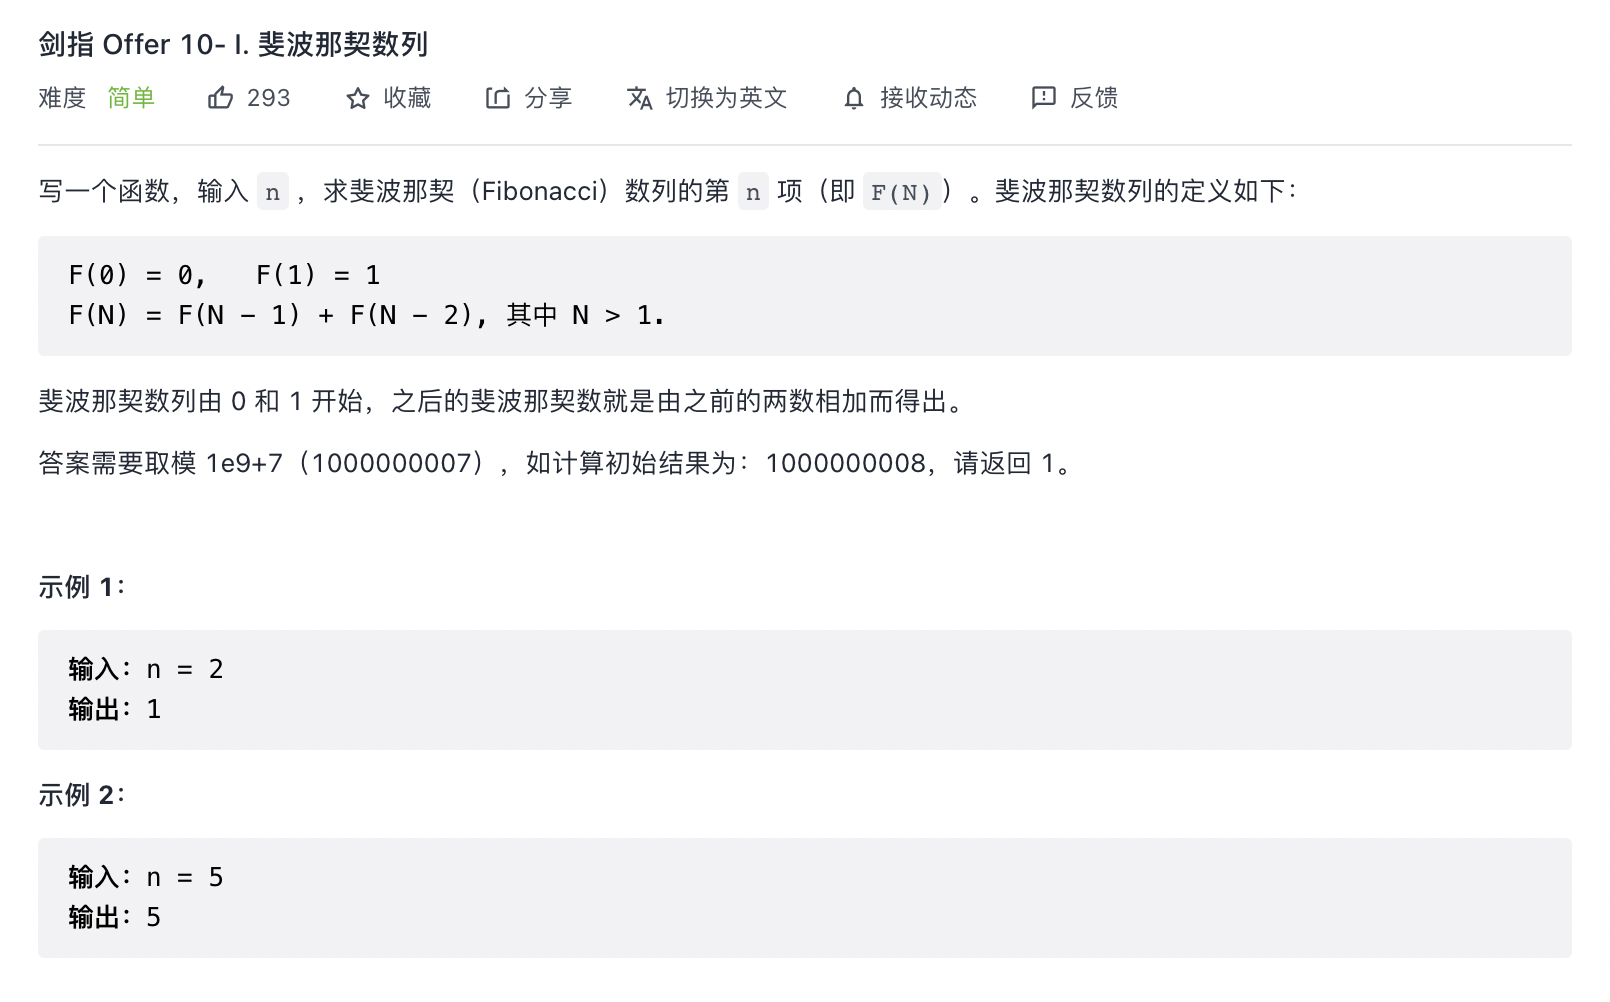 剑指 Offer 10- I. 斐波那契数列
难度 简单 293 收藏 分享 切换为英文 接收动态 反馈
写一个函数，输入 n ，求斐波那契（Fibonacci）数列的第 n 项（即 F(N)）。斐波那契数列的定义如下：
F(0) = 0,   F(1) = 1
F(N) = F(N - 1) + F(N - 2), 其中 N > 1.
斐波那契数列由 0 和 1 开始，之后的斐波那契数就是由之前的两数相加而得出。
答案需要取模 1e9+7（1000000007），如计算初始结果为：1000000008，请返回 1。
示例 1：
输入：n = 2
输出：1
示例 2：
输入：n = 5
输出：5